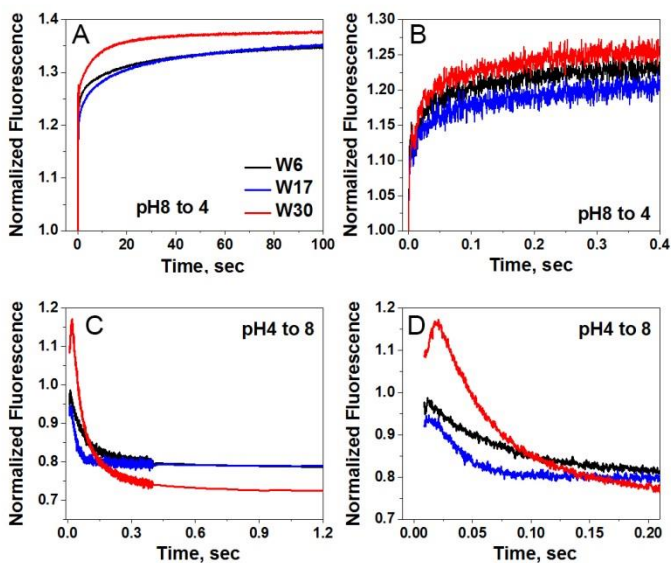 A
Normalized Fluorescence
1.4
1.3
1.2
1.1
1.0
W6
W17
W30
pH8 to 4
0 20 40 60 80 100
Time, sec
B
Normalized Fluorescence
1.30
1.25
1.20
1.15
1.10
1.05
1.00
pH8 to 4
0.0 0.1 0.2 0.3 0.4
Time, sec
C
Normalized Fluorescence
1.2
1.1
1.0
0.9
0.8
0.7
pH4 to 8
0.0 0.3 0.6 0.9 1.2
Time, sec
D
Normalized Fluorescence
1.2
1.1
1.0
0.9
0.8
0.7
pH4 to 8
0.00 0.05 0.10 0.15 0.20
Time, sec